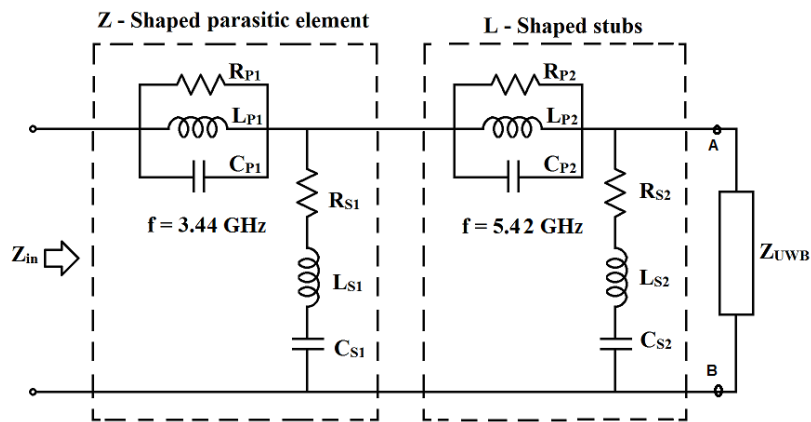 Z - Shaped parasitic element
L - Shaped stubs
RP1
LP1
CP1
f = 3.44 GHz
RS1
LS1
CS1
RP2
LP2
CP2
f = 5.42 GHz
RS2
LS2
CS2
A
B
Zin
ZUWB